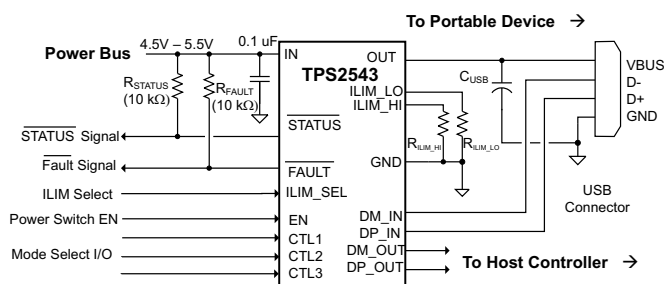 To Portable Device →
Power Bus
4.5V – 5.5V
0.1 uF
IN
OUT
TPS2543
VBUS
D-
D+
GND
RSTATUS
(10 kΩ)
RFAULT
(10 kΩ)
CUSB
ILIM_LO
ILIM_HI
STATUS
STATUS Signal
RILIM_HI
RILIM_LO
Fault Signal
FAULT
GND
ILIM Select
ILIM_SEL
USB
Connector
Power Switch EN
EN
DM_IN
DP_IN
CTL1
Mode Select I/O
CTL2
CTL3
DM_OUT
DP_OUT
To Host Controller →